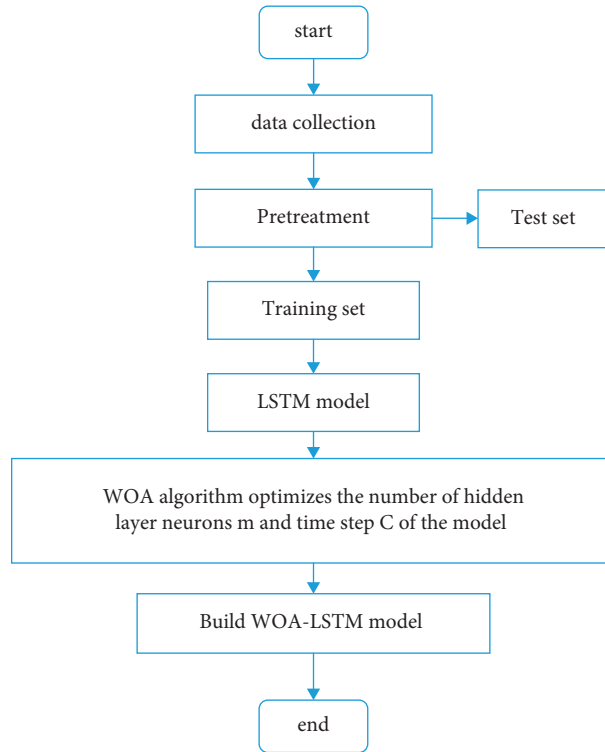 start
data collection
Pretreatment
Test set
Training set
LSTM model
WOA algorithm optimizes the number of hidden
layer neurons m and time step C of the model
Build WOA-LSTM model
end